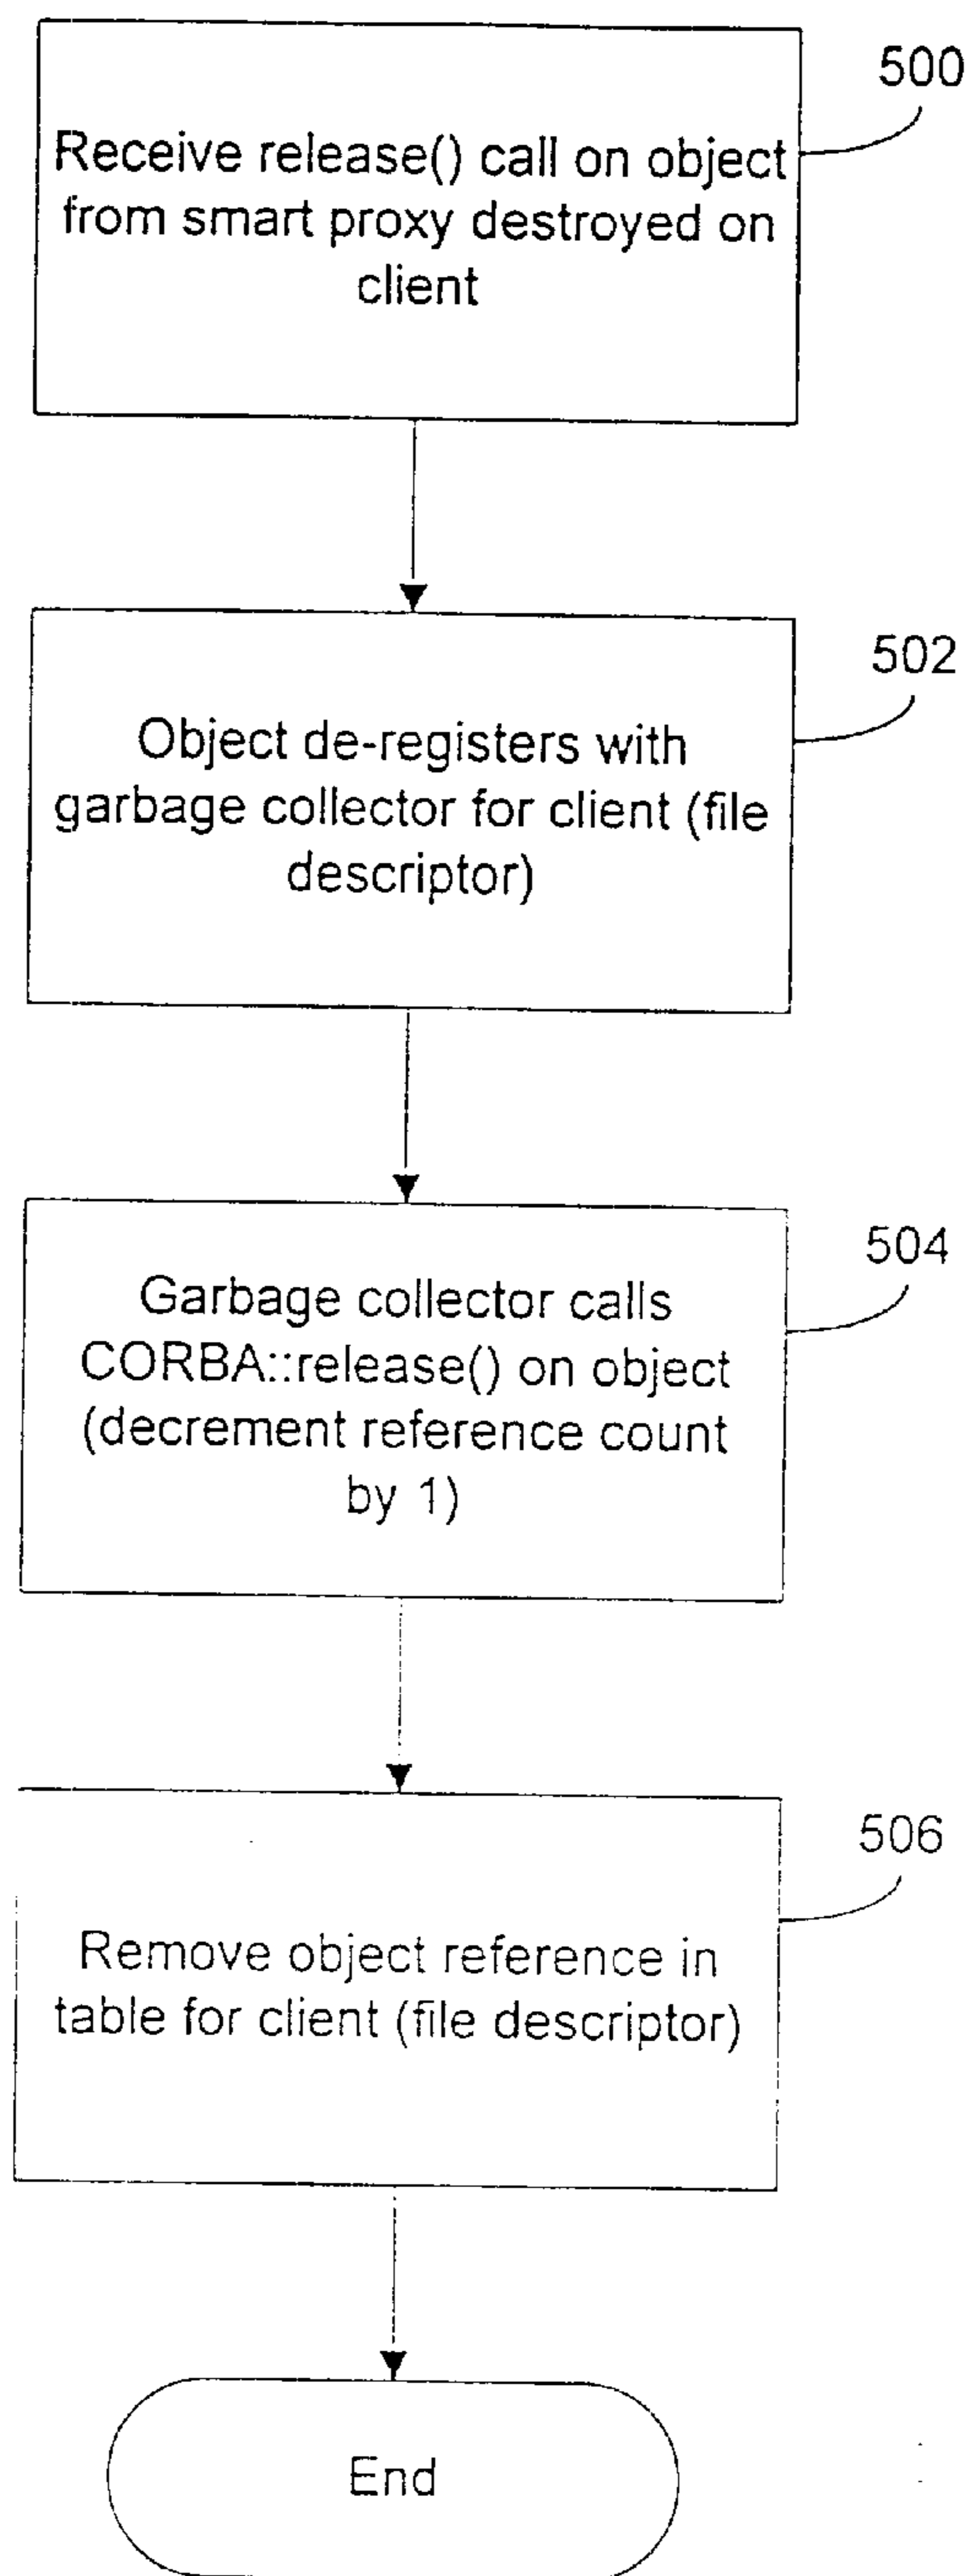 500
Receive release() call on object
from smart proxy destroyed on
client
502
Object de-registers with
garbage collector for client (file
descriptor)
504
Garbage collector calls
CORBA::release() on object
(decrement reference count
by 1)
506
Remove object reference in
table for client (file descriptor)
End